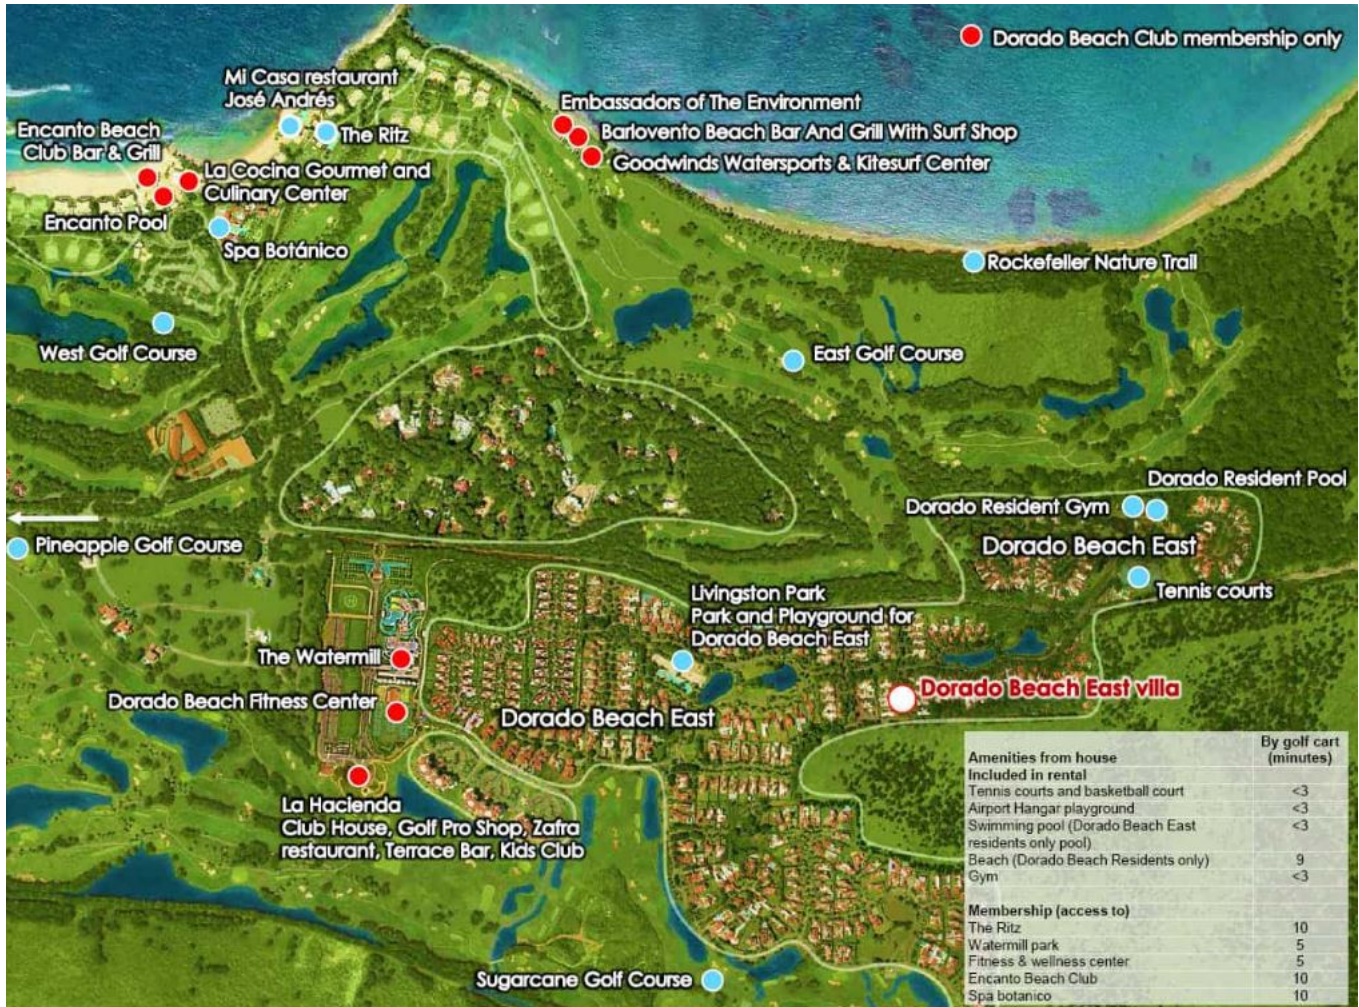 Dorado Beach Club membership only
Mi Casa restaurant
José Andrés
The Ritz
Embassadors of The Environment
Barlovento Beach Bar And Grill With Surf Shop
Goodwinds Watersports & Kitesurf Center
Encanto Beach
Club Bar & Grill
La Cocina Gourmet and
Culinary Center
Encanto Pool
Spa Botánico
Rockefeller Nature Trail
West Golf Course
East Golf Course
Dorado Resident Pool
Dorado Resident Gym
Dorado Beach East
Tennis courts
Pineapple Golf Course
Livingston Park
Park and Playground for
Dorado Beach East
The Watermill
Dorado Beach Fitness Center
Dorado Beach East
Dorado Beach East villa
La Hacienda
Club House, Golf Pro Shop, Zafra
restaurant, Terrace Bar, Kids Club
Sugarcane Golf Course
By golf cart
Amenities from house (minutes)
Included in rental
Tennis courts and basketball court <3
Airport Hangar playground <3
Swimming pool (Dorado Beach East <3
residents only pool)
Beach (Dorado Beach Residents only) 9
Gym <3
Membership (access to)
The Ritz 10
Watermill park 5
Fitness & wellness center 5
Encanto Beach Club 10
Spa botanico 10